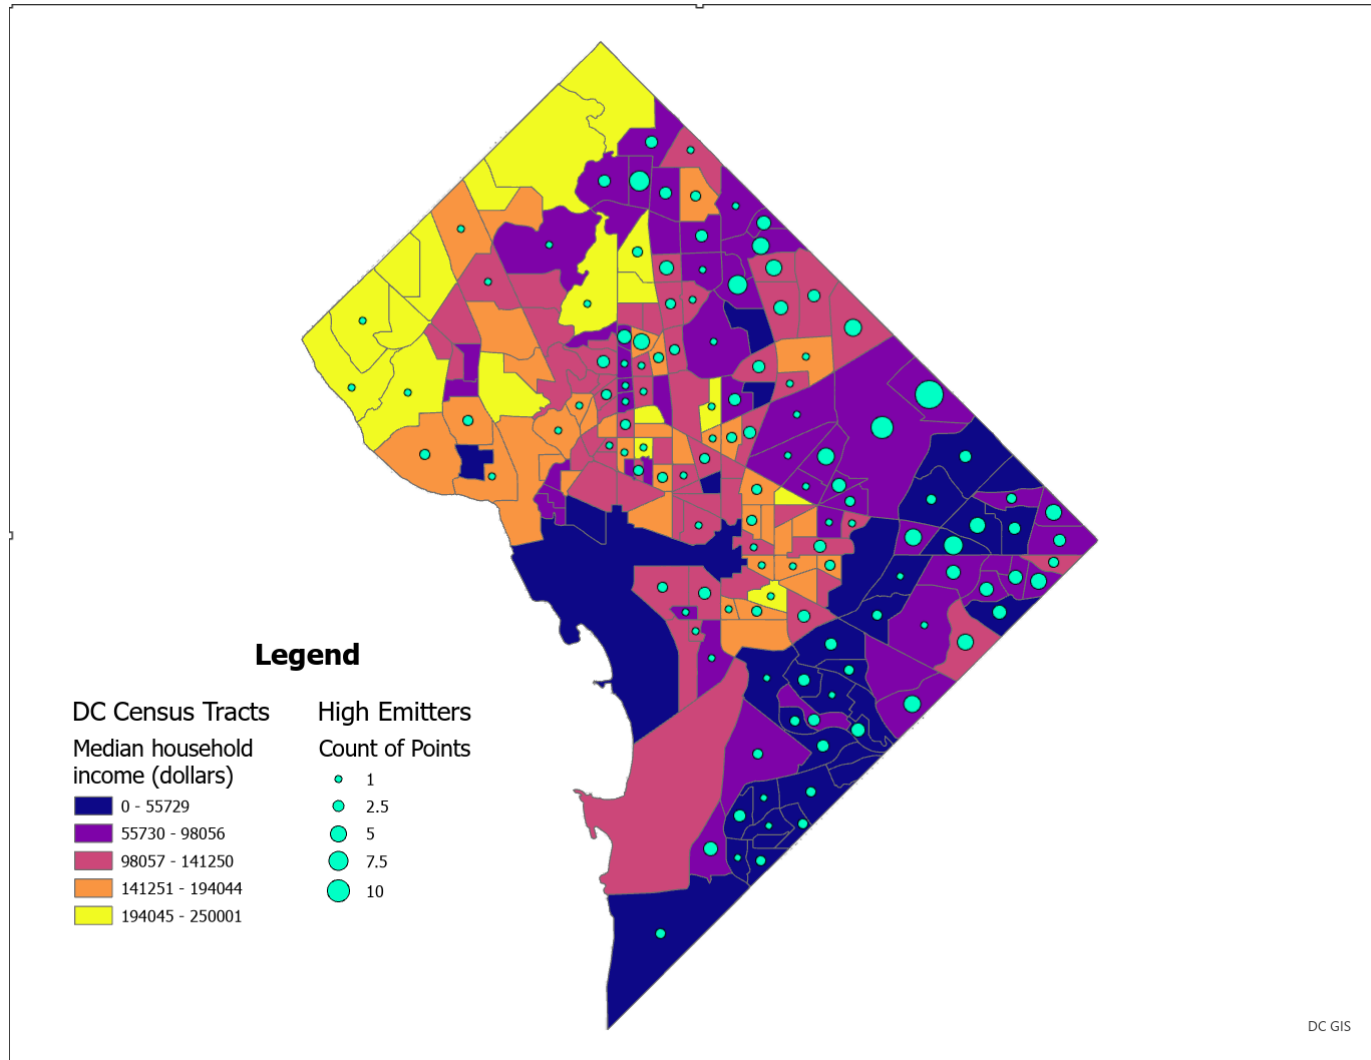 Legend
DC Census Tracts
Median household
income (dollars)
0 - 55729
55730 - 98056
98057 - 141250
141251 - 194044
194045 - 250001
High Emitters
Count of Points
1
2.5
5
7.5
10
DC GIS